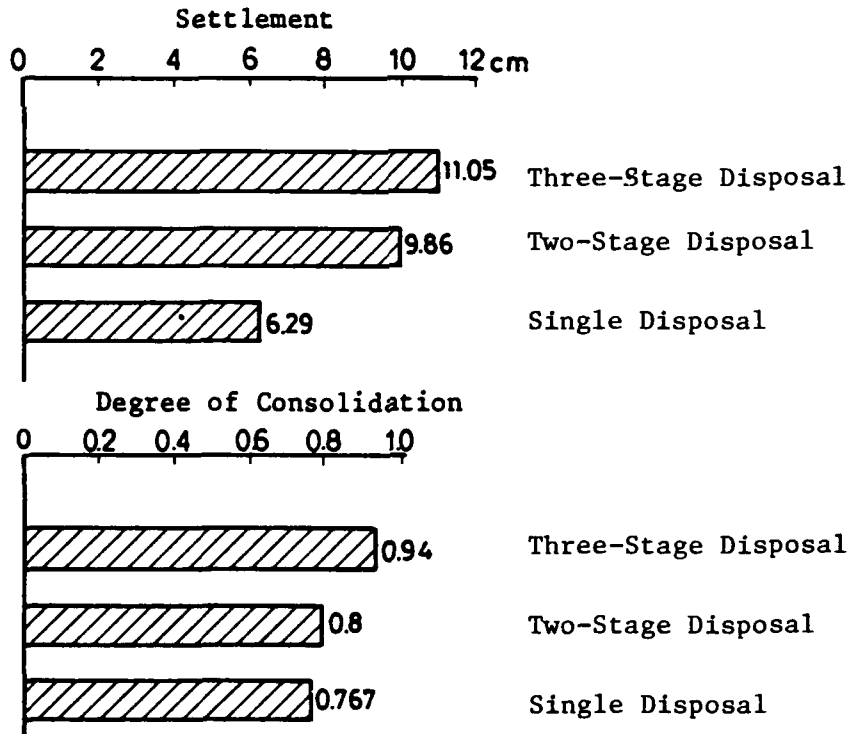 Settlement
0 2 4 6 8 10 12 cm
11.05 Three-Stage Disposal
9.86 Two-Stage Disposal
6.29 Single Disposal
Degree of Consolidation
0 0.2 0.4 0.6 0.8 1.0
0.94 Three-Stage Disposal
0.8 Two-Stage Disposal
0.767 Single Disposal